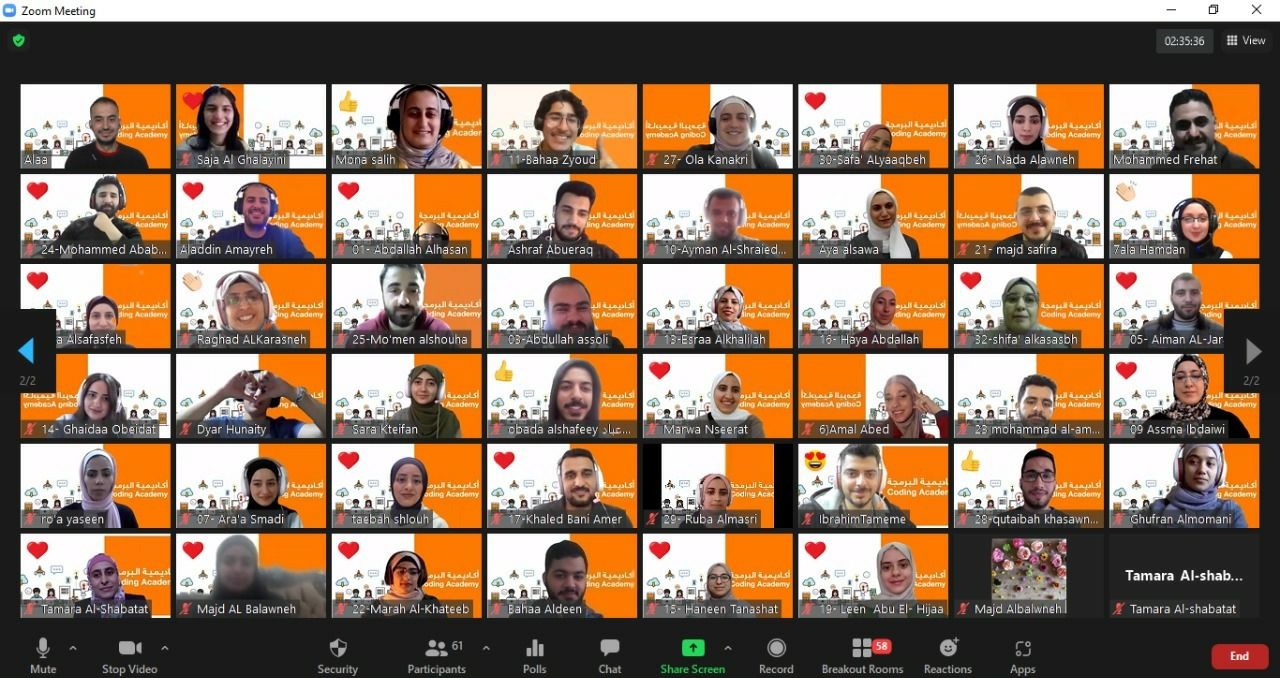 Zoom Meeting
02:35:36
View
Alaa
Saja Al Ghalayini
Mona salih
11-Bahaa Zyoud
27- Ola Kanakri
30-Safa' ALyaaqbeh
26- Nada Alawneh
Mohammed Frehat
24-Mohammed Abab...
Aladdin Amayreh
01- Abdallah Alhasan
Ashraf Abueraq
10-Ayman Al-Shraied...
Aya alsawa
21- majd safira
7ala Hamdan
a Alsafasfeh
Raghad ALKarasneh
25-Mo'men alshouha
03-Abdullah assoli
13-Esraa Alkhalilah
16- Haya Abdallah
32-shifa' alkasasbh
05- Aiman AL-Jar
2/2
2/2
14- Ghaidaa Obeidat
Dyar Hunaity
Sara Kteifan
obada alshafeey
Marwa Nseerat
6)Amal Abed
23 mohammad al-am...
09 Assma Ibdaiwi
ro'a yaseen
07- Ara'a Smadi
taebah shlouh
17-Khaled Bani Amer
29- Ruba Almasri
IbrahimTameme
28-qutaibah khasawn...
Ghufran Almomani
Tamara Al-Shabatat
Majd AL Balawneh
22-Marah Al-Khateeb
Bahaa Aldeen
15- Haneen Tanashat
19- Leen Abu El- Hijaa
Majd Albalwneh
Tamara Al-shab...
Tamara Al-shabatat
Mute
Stop Video
Security
Participants
61
Polls
Chat
Share Screen
Record
Breakout Rooms
58
Reactions
Apps
End